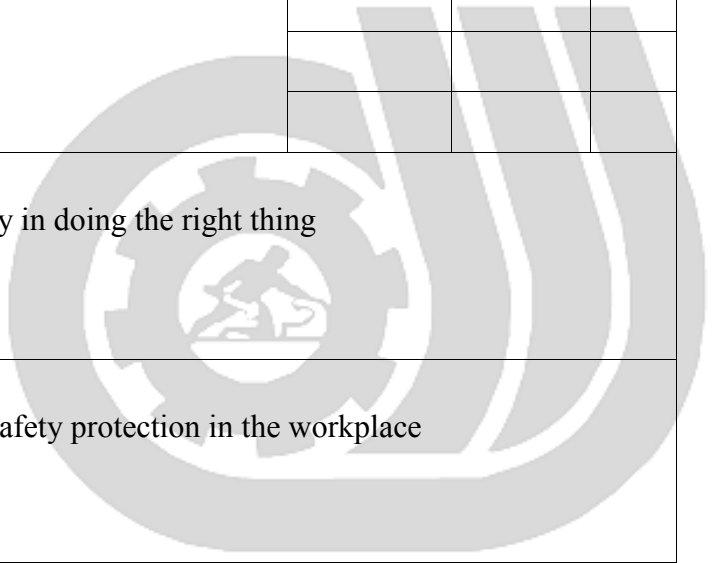 y in doing the right thing
afety protection in the workplace